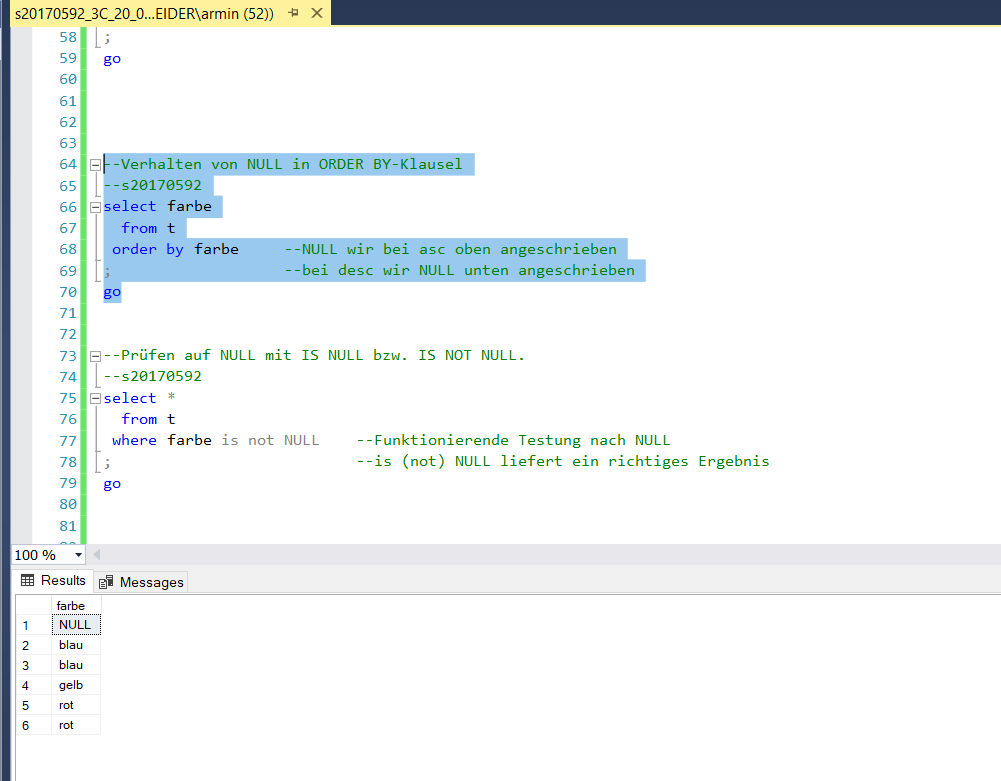 s20170592_3C_20_0...EIDER\armin (52))
58 ;
59 go
60
61
62
63
64 --Verhalten von NULL in ORDER BY-Klausel
65 --s20170592
66 select farbe
67 from t
68 order by farbe --NULL wir bei asc oben angeschrieben
69 ; --bei desc wir NULL unten angeschrieben
70 go
71
72
73 --Prüfen auf NULL mit IS NULL bzw. IS NOT NULL.
74 --s20170592
75 select *
76 from t
77 where farbe is not NULL --Funktionierende Testung nach NULL
78 ; --is (not) NULL liefert ein richtiges Ergebnis
79 go
80
81
100 %
Results Messages
farbe
1 NULL
2 blau
3 blau
4 gelb
5 rot
6 rot